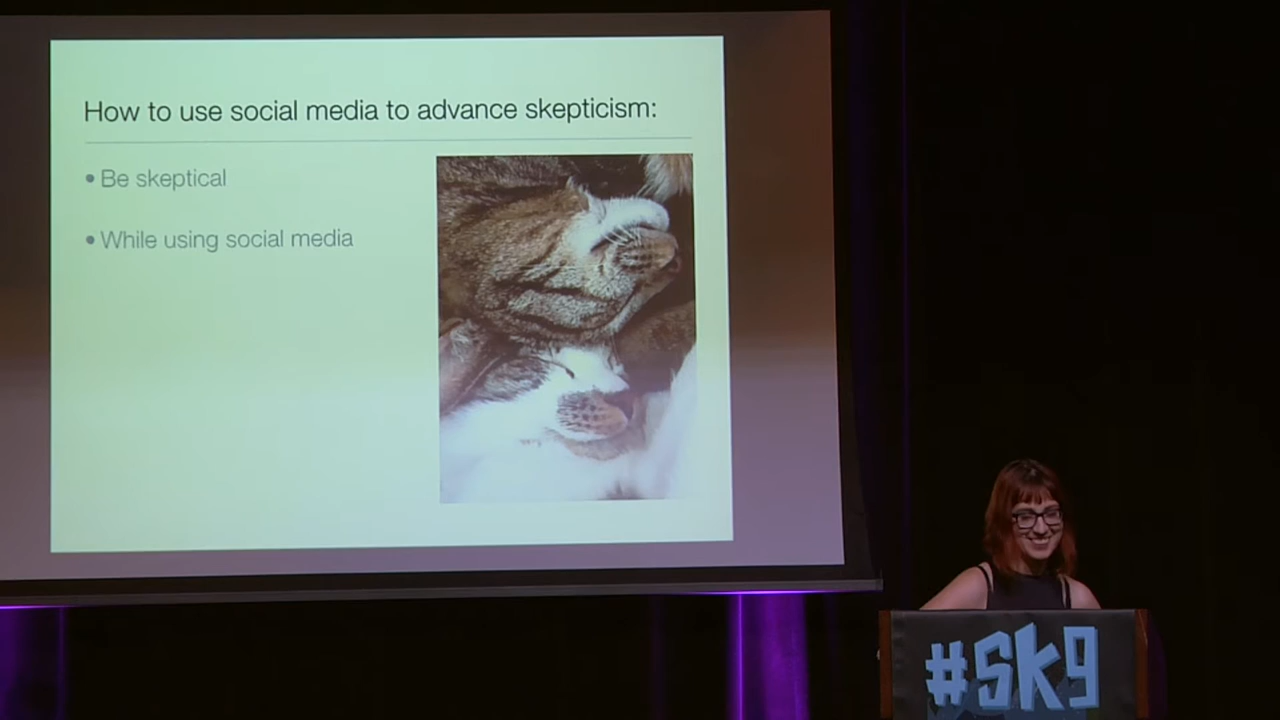 How to use social media to advance skepticism:
• Be skeptical
• While using social media
#SK9